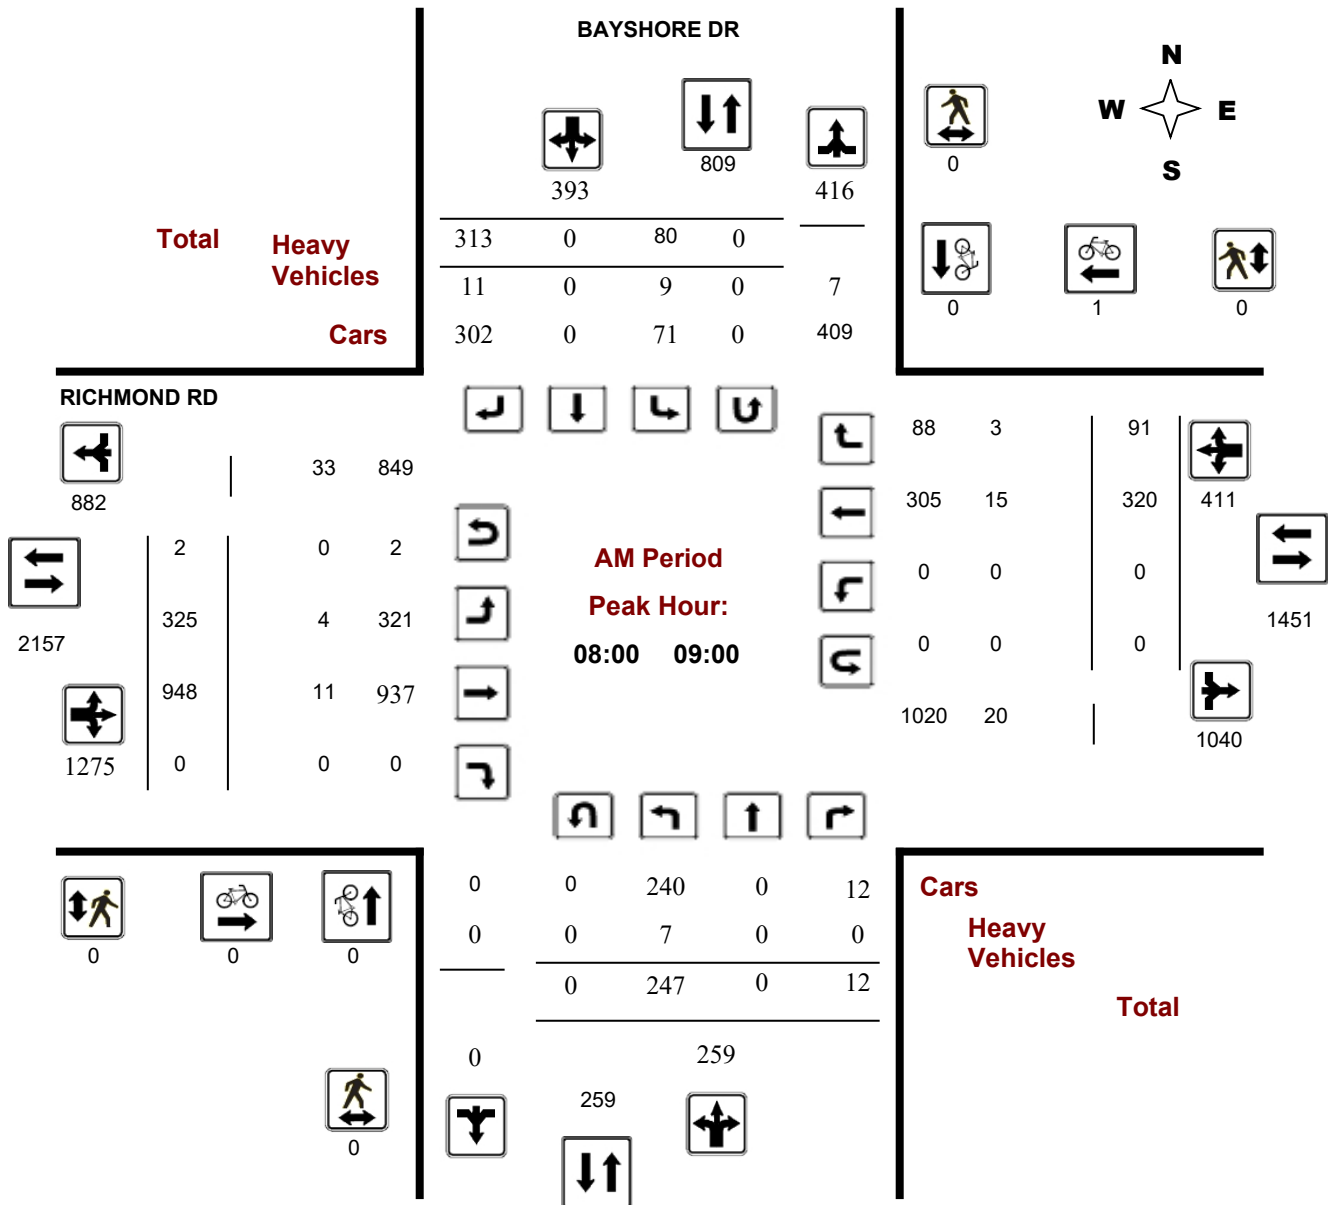 BAYSHORE DR
N
W E
S
809
0
393
416
Total
Heavy
Vehicles
Cars
313 0 80 0
11 0 9 0 7
302 0 71 0 409
0 1 0
RICHMOND RD
882
33 849
2 0 2
325 4 321
2157
948 11 937
1275
0 0 0
AM Period
Peak Hour:
08:00 09:00
88 3 91
305 15 320 411
0 0 0
1451
0 0 0
1020 20
1040
0 0 0
0 0 240 0 12
0 0 7 0 0
0 247 0 12
0 259
259
0
Cars
Heavy
Vehicles
Total